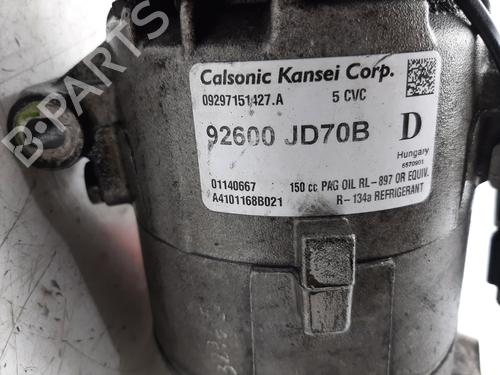 B-PARTS
Calsonic Kansei Corp.
09297151427.A 5 CVC
92600 JD70B D
Hungary
6570901
01140667 150 cc PAG OIL RL-897 OR EQUIV.
A4101168B021 R-134a REFRIGERANT